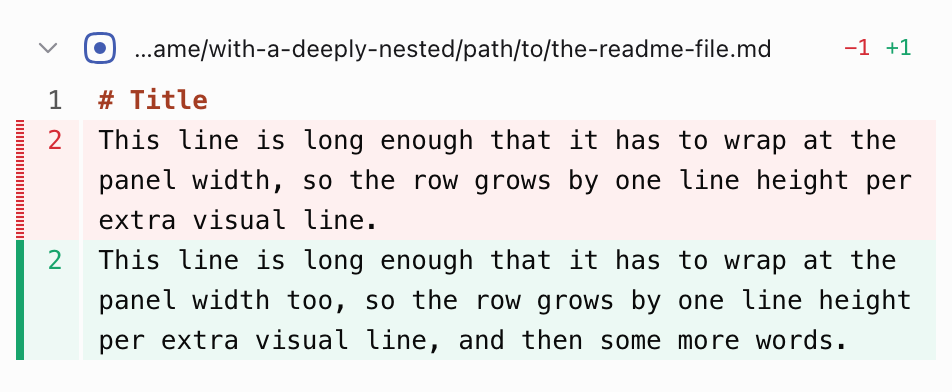 ...ame/with-a-deeply-nested/path/to/the-readme-file.md −1 +1
1 # Title
2 This line is long enough that it has to wrap at the
panel width, so the row grows by one line height per
extra visual line.
2 This line is long enough that it has to wrap at the
panel width too, so the row grows by one line height
per extra visual line, and then some more words.